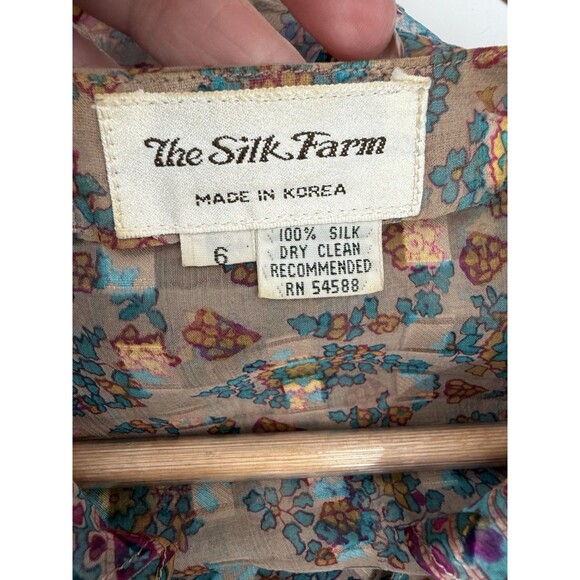 The Silk Farm
MADE IN KOREA
6
100% SILK
DRY CLEAN
RECOMMENDED
RN 54588